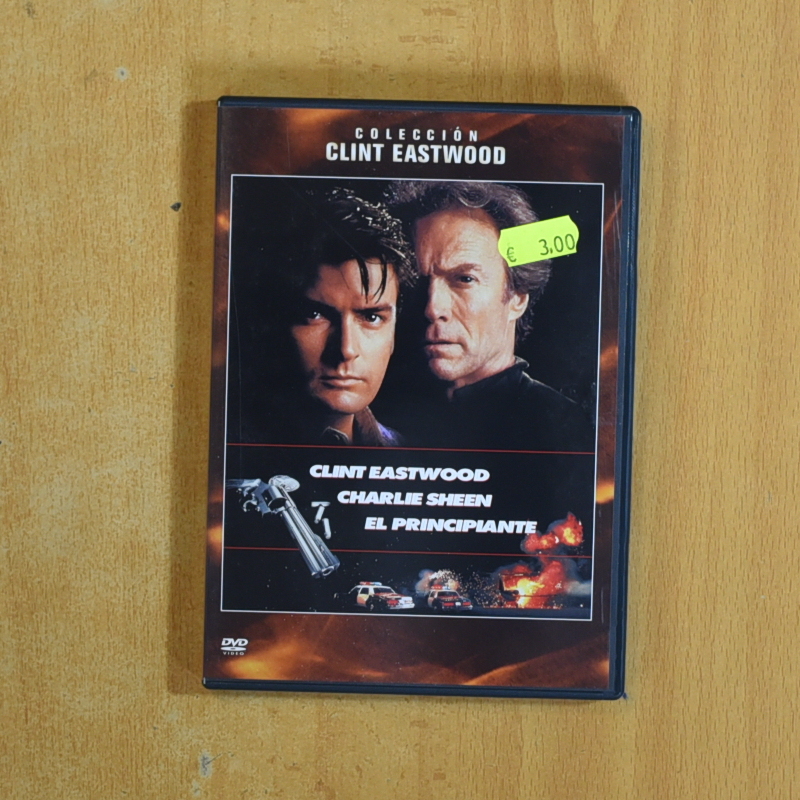 COLECCIÓN
CLINT EASTWOOD
€ 3.00
CLINT EASTWOOD
CHARLIE SHEEN
EL PRINCIPIANTE
DVD
VIDEO